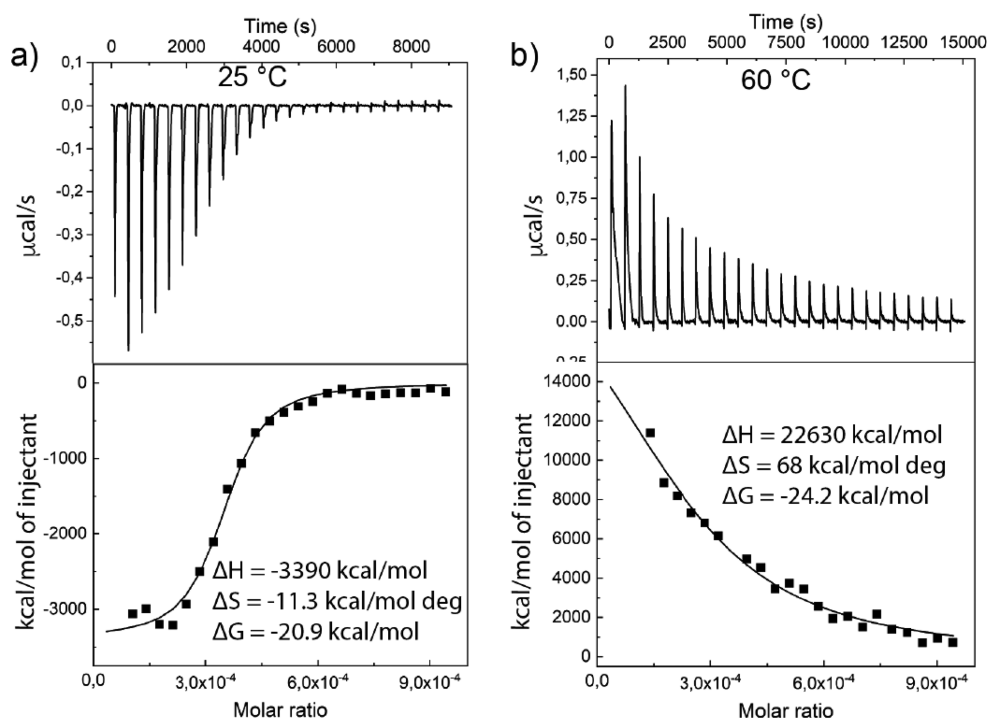 a)
Time (s)
0 2000 4000 6000 8000
25 °C
0,1
0,0
-0,1
-0,2
-0,3
-0,4
-0,5
μcal/s
0
-1000
-2000
-3000
kcal/mol of injectant
ΔH = -3390 kcal/mol
ΔS = -11.3 kcal/mol deg
ΔG = -20.9 kcal/mol
0,0 3,0x10⁻⁴ 6,0x10⁻⁴ 9,0x10⁻⁴
Molar ratio
b)
Time (s)
0 2500 5000 7500 10000 12500 15000
60 °C
1,50
1,25
1,00
0,75
0,50
0,25
0,00
0,25
μcal/s
14000
12000
10000
8000
6000
4000
2000
0
kcal/mol of injectant
ΔH = 22630 kcal/mol
ΔS = 68 kcal/mol deg
ΔG = -24.2 kcal/mol
0,0 3,0x10⁻⁴ 6,0x10⁻⁴ 9,0x10⁻⁴
Molar ratio